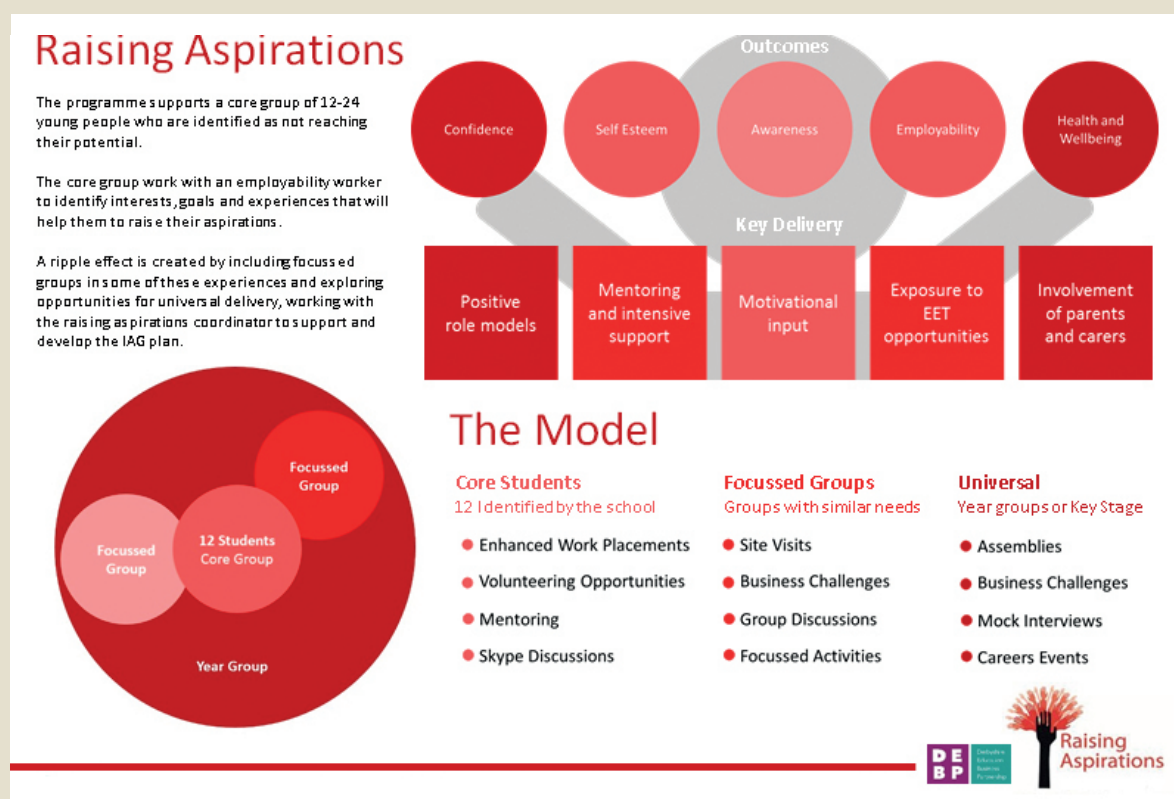 Raising Aspirations
The programme supports a core group of 12-24
young people who are identified as not reaching
their potential.
The core group work with an employability worker
to identify interests, goals and experiences that will
help them to raise their aspirations.
A ripple effect is created by including focussed
groups in some of these experiences and exploring
opportunities for universal delivery, working with
the raising aspirations coordinator to support and
develop the IAG plan.
Outcomes
Confidence
Self Esteem
Awareness
Employability
Health and
Wellbeing
Key Delivery
Positive
role models
Mentoring
and intensive
support
Motivational
input
Exposure to
EET
opportunities
Involvement
of parents
and carers
Focussed
Group
12 Students
Core Group
Focussed
Group
Year Group
The Model
Core Students
12 Identified by the school
Enhanced Work Placements
Volunteering Opportunities
Mentoring
Skype Discussions
Focussed Groups
Groups with similar needs
Site Visits
Business Challenges
Group Discussions
Focussed Activities
Universal
Year groups or Key Stage
Assemblies
Business Challenges
Mock Interviews
Careers Events
DE
BP
Derbyshire
Education
Business
Partnership
Raising
Aspirations